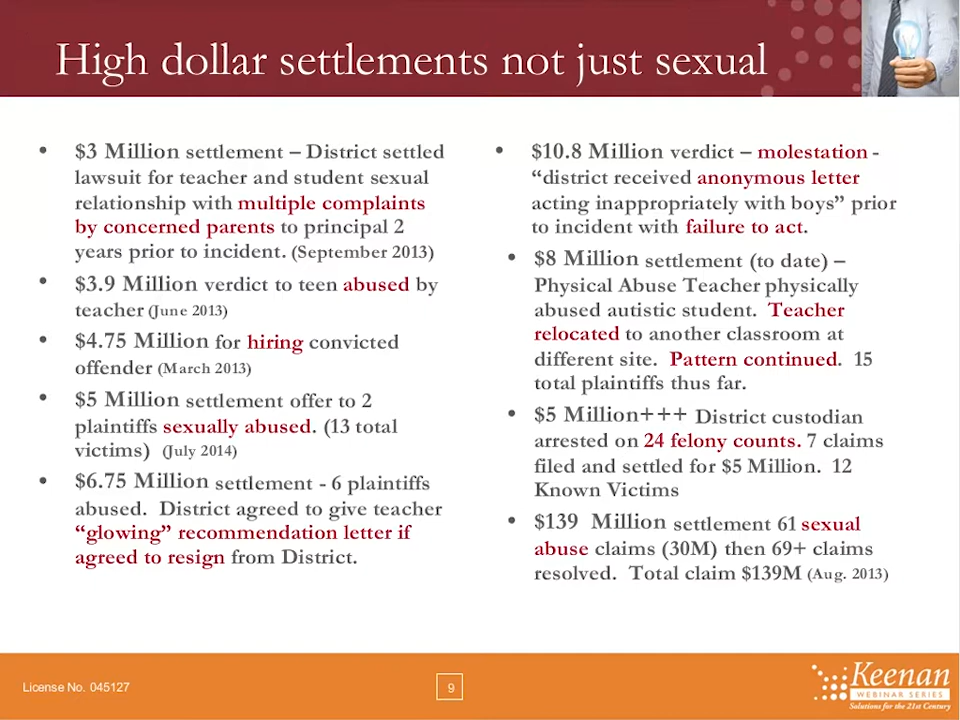 High dollar settlements not just sexual
• $3 Million settlement – District settled
lawsuit for teacher and student sexual
relationship with multiple complaints
by concerned parents to principal 2
years prior to incident. (September 2013)
• $3.9 Million verdict to teen abused by
teacher (June 2013)
• $4.75 Million for hiring convicted
offender (March 2013)
• $5 Million settlement offer to 2
plaintiffs sexually abused. (13 total
victims) (July 2014)
• $6.75 Million settlement - 6 plaintiffs
abused. District agreed to give teacher
“glowing” recommendation letter if
agreed to resign from District.
• $10.8 Million verdict – molestation -
“district received anonymous letter
acting inappropriately with boys” prior
to incident with failure to act.
• $8 Million settlement (to date) –
Physical Abuse Teacher physically
abused autistic student. Teacher
relocated to another classroom at
different site. Pattern continued. 15
total plaintiffs thus far.
• $5 Million+++ District custodian
arrested on 24 felony counts. 7 claims
filed and settled for $5 Million. 12
Known Victims
• $139 Million settlement 61 sexual
abuse claims (30M) then 69+ claims
resolved. Total claim $139M (Aug. 2013)
License No. 045127
9
Keenan
WEBINAR SERIES
Solutions for the 21st Century